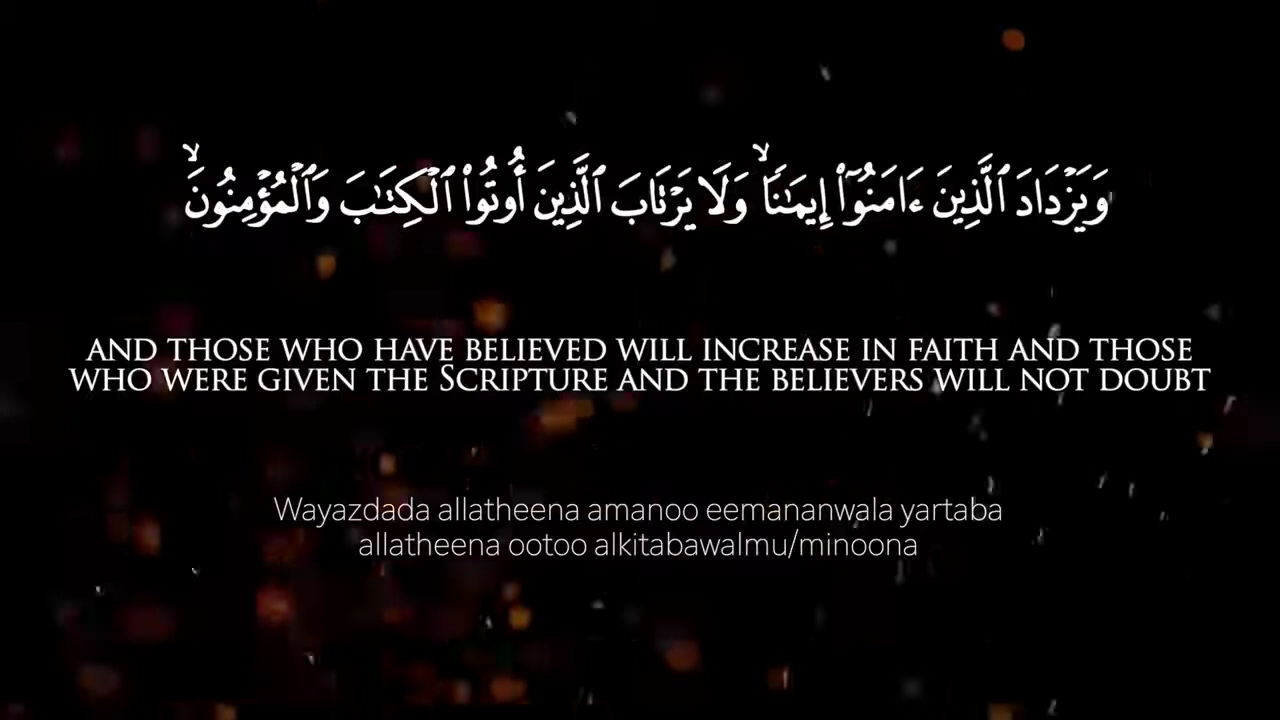 وَيَزْدَادَ ٱلَّذِينَ ءَامَنُوٓا۟ إِيمَـٰنًا ۙ وَلَا يَرْتَابَ ٱلَّذِينَ أُوتُوا۟ ٱلْكِتَـٰبَ وَٱلْمُؤْمِنُونَ ۙ
AND THOSE WHO HAVE BELIEVED WILL INCREASE IN FAITH AND THOSE
WHO WERE GIVEN THE SCRIPTURE AND THE BELIEVERS WILL NOT DOUBT
Wayazdada allatheena amanoo eemananwala yartaba
allatheena ootoo alkitabawalmu/minoona